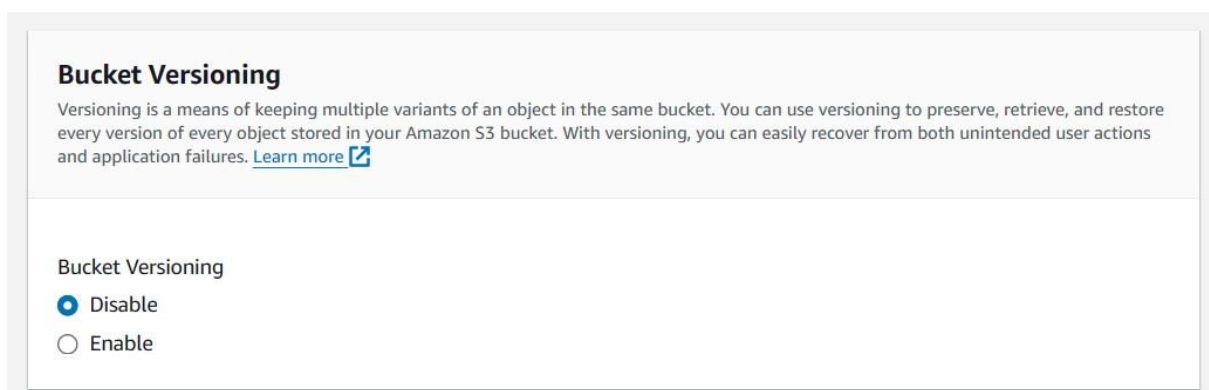 Bucket Versioning
Versioning is a means of keeping multiple variants of an object in the same bucket. You can use versioning to preserve, retrieve, and restore
every version of every object stored in your Amazon S3 bucket. With versioning, you can easily recover from both unintended user actions
and application failures. Learn more
Bucket Versioning
Disable
Enable